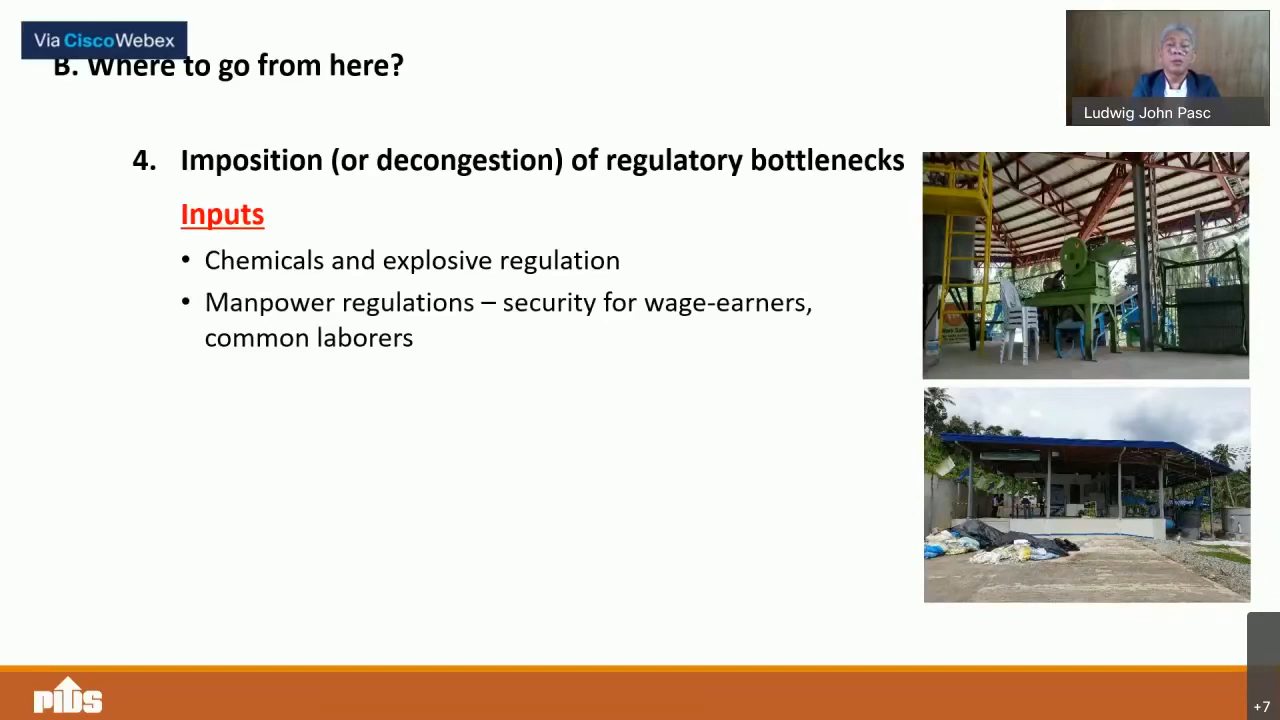 Via Cisco Webex
B. Where to go from here?
Ludwig John Pasc
4. Imposition (or decongestion) of regulatory bottlenecks
Inputs
• Chemicals and explosive regulation
• Manpower regulations – security for wage-earners,
common laborers
PIDS
+7